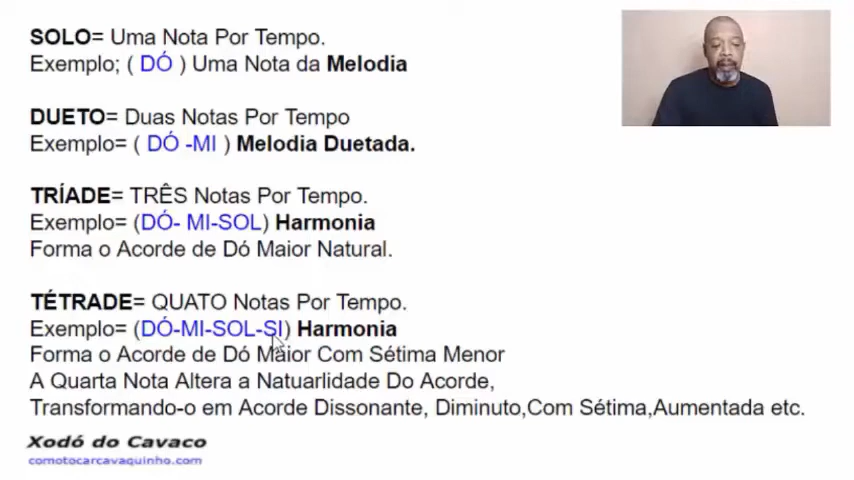 SOLO= Uma Nota Por Tempo.
Exemplo; ( DÓ ) Uma Nota da Melodia
DUETO= Duas Notas Por Tempo
Exemplo= ( DÓ -MI ) Melodia Duetada.
TRÍADE= TRÊS Notas Por Tempo.
Exemplo= (DÓ- MI-SOL) Harmonia
Forma o Acorde de Dó Maior Natural.
TÉTRADE= QUATO Notas Por Tempo.
Exemplo= (DÓ-MI-SOL-SI) Harmonia
Forma o Acorde de Dó Maior Com Sétima Menor
A Quarta Nota Altera a Natuarlidade Do Acorde,
Transformando-o em Acorde Dissonante, Diminuto,Com Sétima,Aumentada etc.
Xodó do Cavaco
comotocarcavaquinho.com